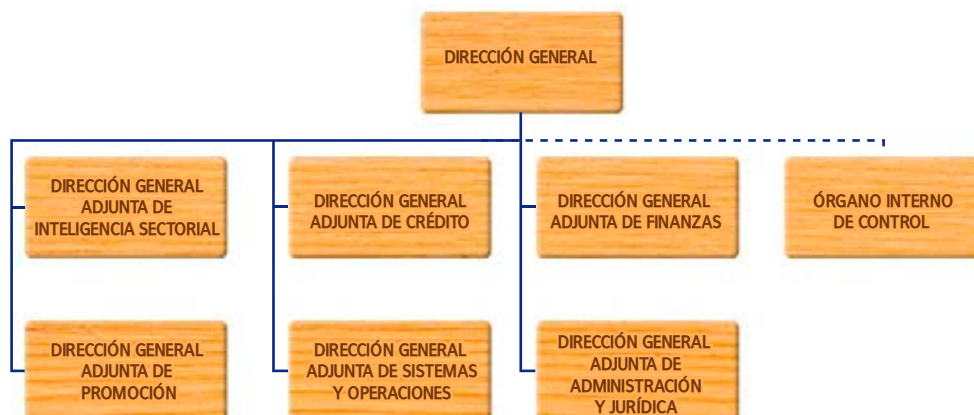 DIRECCIÓN GENERAL
DIRECCIÓN GENERAL
ADJUNTA DE
INTELIGENCIA SECTORIAL
DIRECCIÓN GENERAL
ADJUNTA DE CRÉDITO
DIRECCIÓN GENERAL
ADJUNTA DE FINANZAS
ÓRGANO INTERNO
DE CONTROL
DIRECCIÓN GENERAL
ADJUNTA DE
PROMOCIÓN
DIRECCIÓN GENERAL
ADJUNTA DE SISTEMAS
Y OPERACIONES
DIRECCIÓN GENERAL
ADJUNTA DE
ADMINISTRACIÓN
Y JURÍDICA